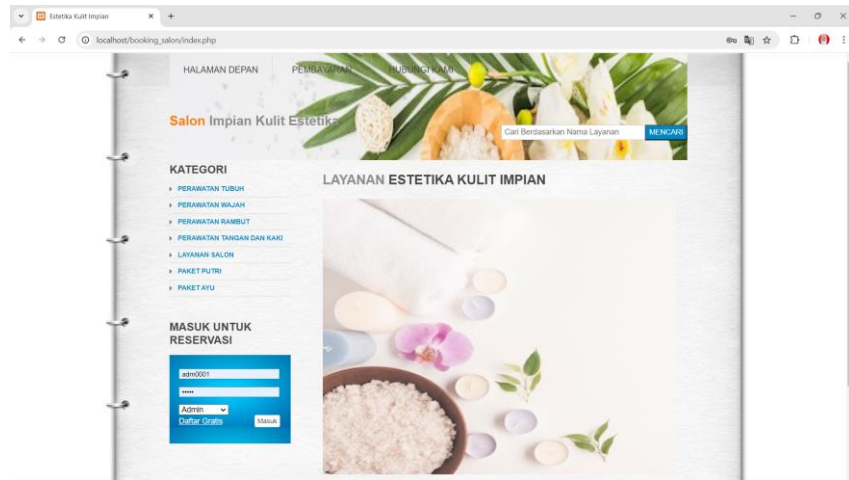 Estetika Kulit Impian
localhost/booking_salon/index.php
HALAMAN DEPAN PEMBAYARAN HUBUNGI KAMI
Salon Impian Kulit Estetika
Cari Berdasarkan Nama Layanan MENCARI
KATEGORI
PERAWATAN TUBUH
PERAWATAN WAJAH
PERAWATAN RAMBUT
PERAWATAN TANGAN DAN KAKI
LAYANAN SALON
PAKET PUTRI
PAKET AYU
LAYANAN ESTETIKA KULIT IMPIAN
MASUK UNTUK
RESERVASI
adm0001
•••••
Admin
Daftar Gratis Masuk